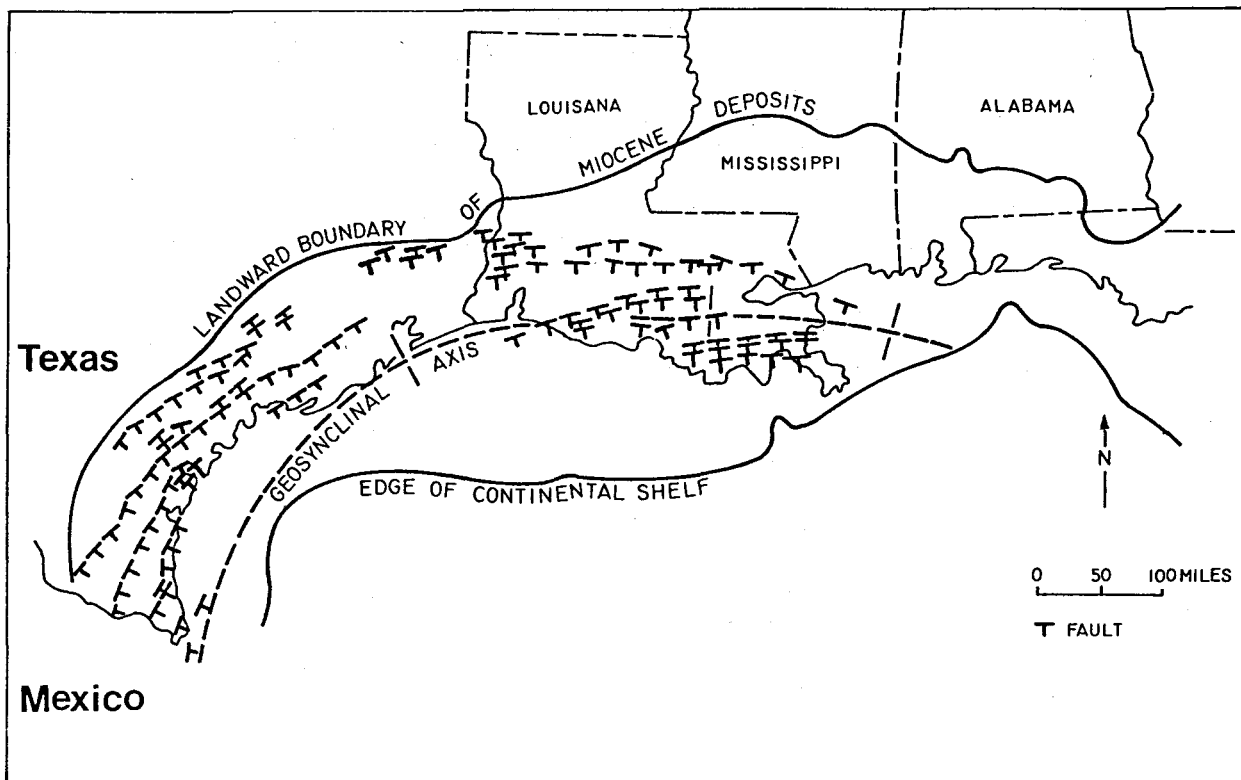 LOUISANA
ALABAMA
MISSISSIPPI
LANDWARD BOUNDARY OF MIOCENE DEPOSITS
Texas
GEOSYNCLINAL AXIS
EDGE OF CONTINENTAL SHELF
N
0 50 100 MILES
FAULT
Mexico